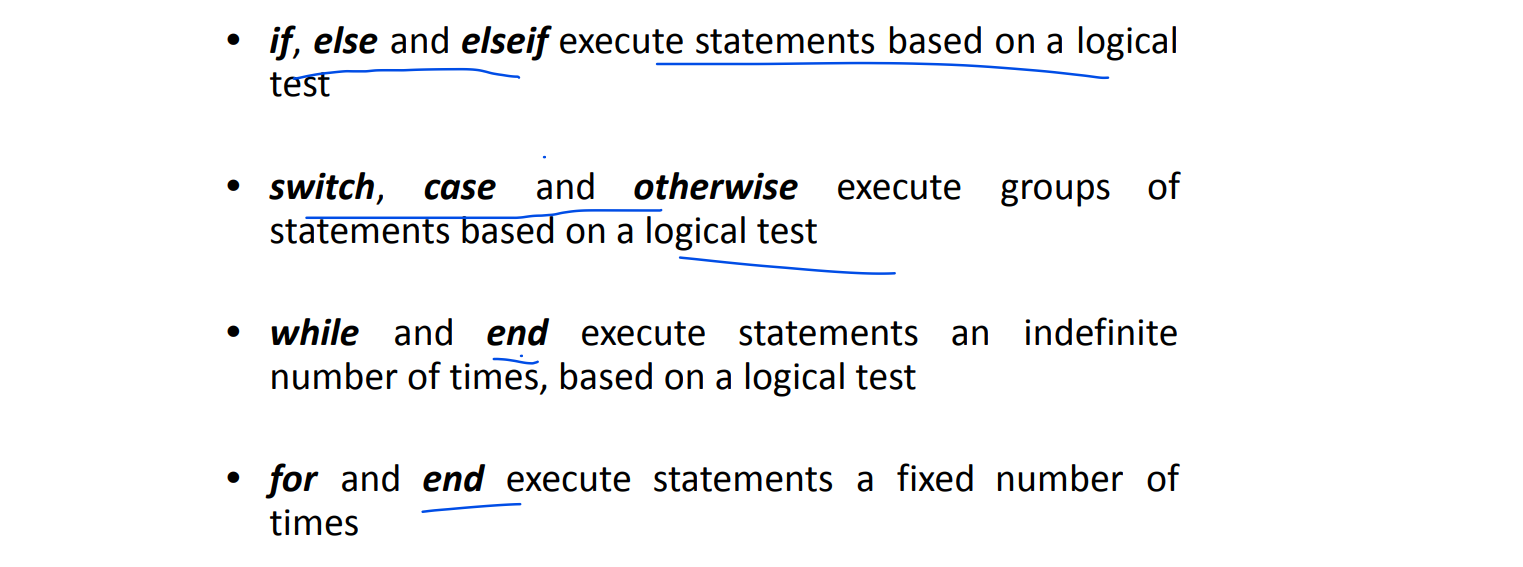 • if, else and elseif execute statements based on a logical
test
• switch, case and otherwise execute groups of
statements based on a logical test
• while and end execute statements an indefinite
number of times, based on a logical test
• for and end execute statements a fixed number of
times